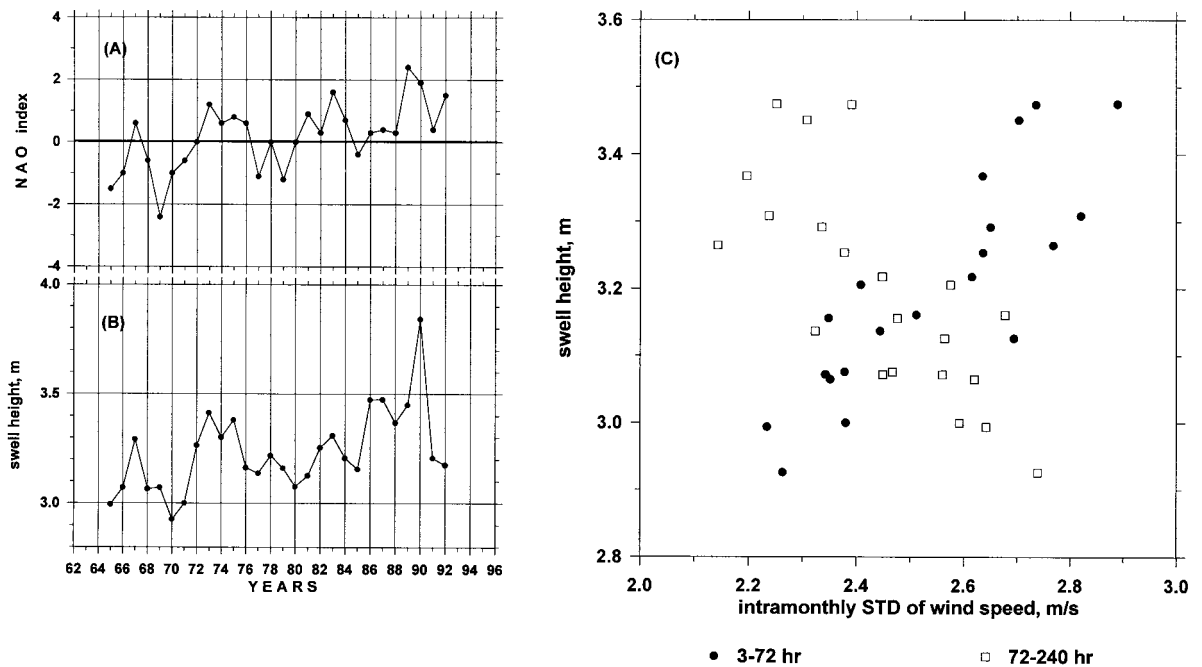 4
2
0
-2
-4
(A)
NAO index
4.0
3.5
3.0
(B)
swell height, m
62 64 66 68 70 72 74 76 78 80 82 84 86 88 90 92 94 96
YEARS
3.6
3.4
3.2
3.0
2.8
(C)
swell height, m
2.0 2.2 2.4 2.6 2.8 3.0
intramonthly STD of wind speed, m/s
3-72 hr 72-240 hr